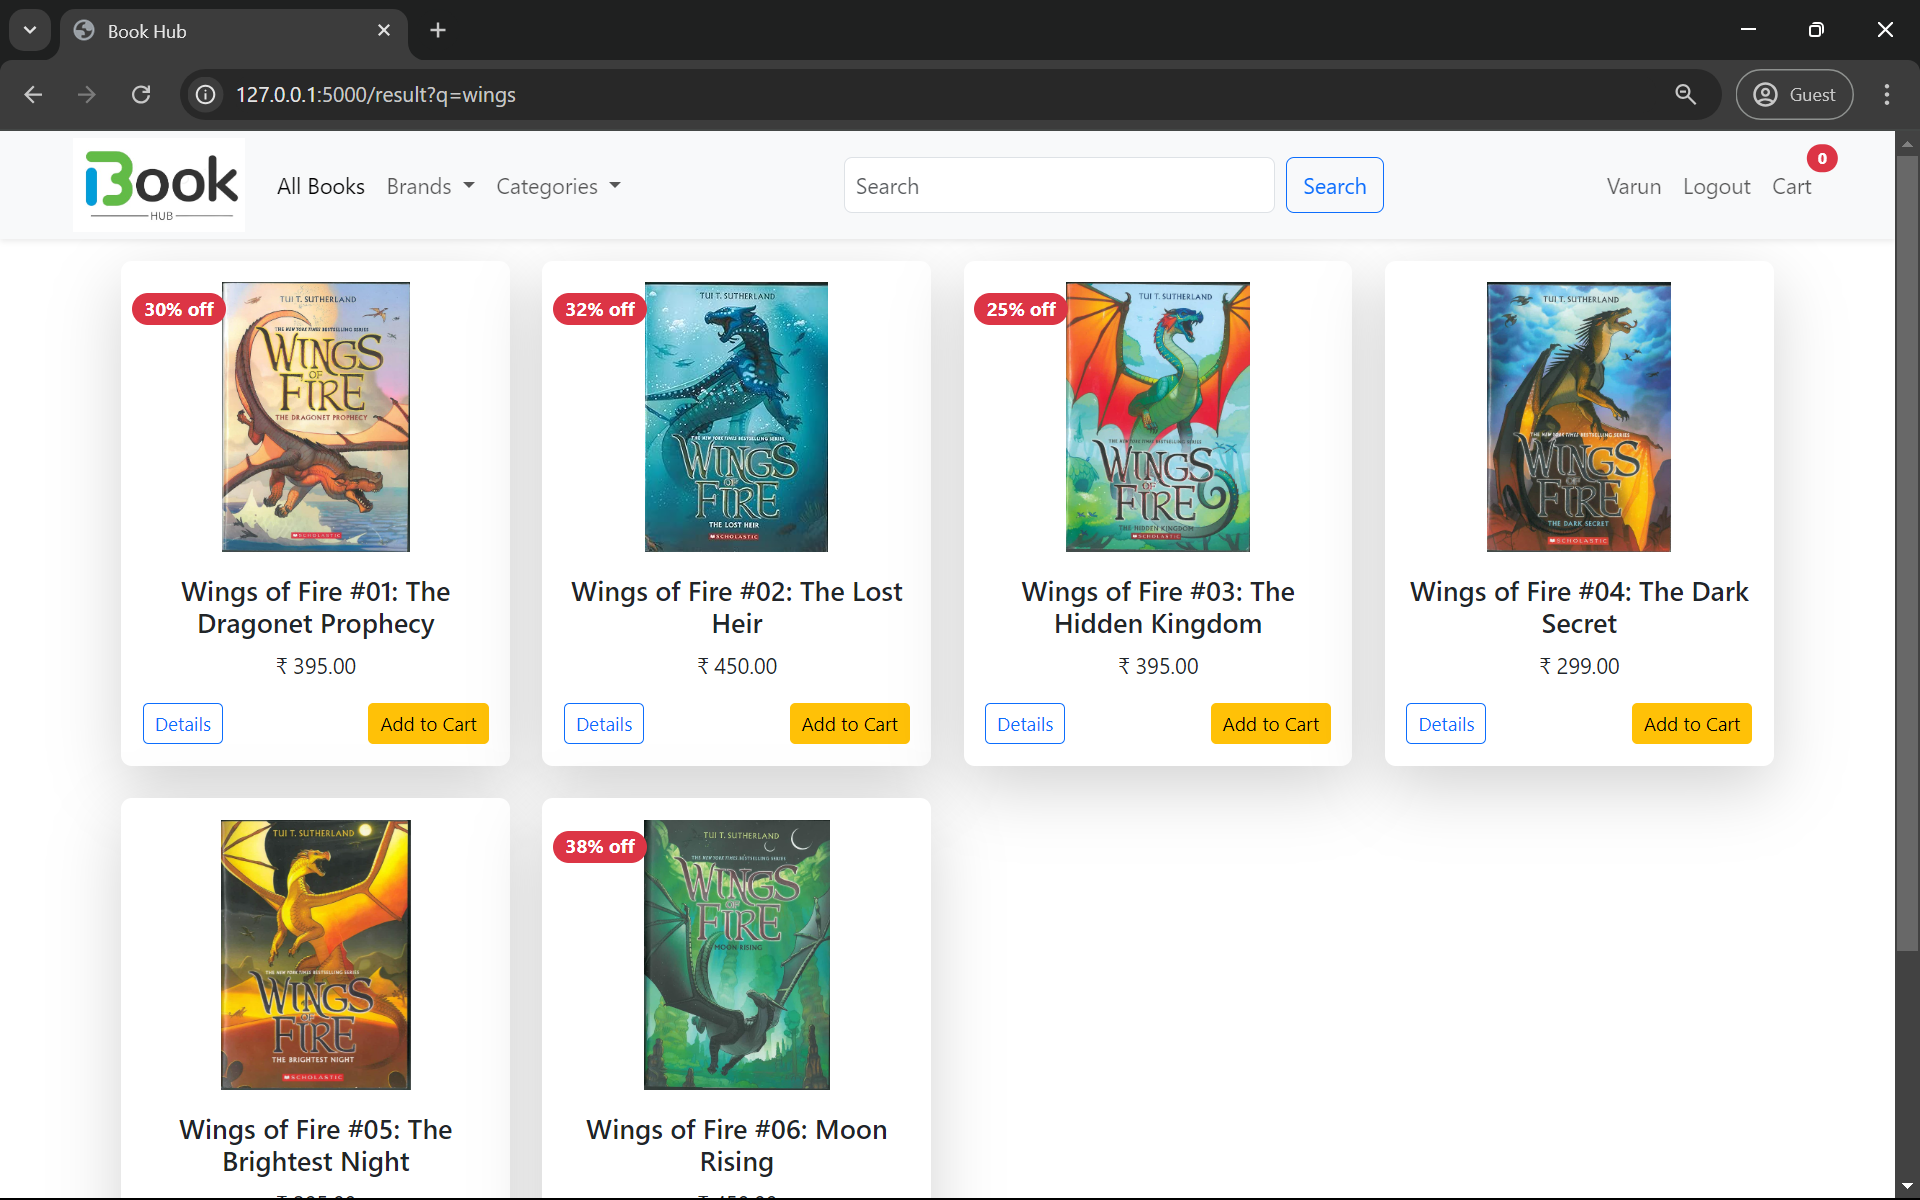 Book Hub
127.0.0.1:5000/result?q=wings
Guest
Book
HUB
All Books
Brands
Categories
Search
Search
Varun
Logout
Cart
0
30% off
TUI T. SUTHERLAND
THE NEW YORK TIMES BESTSELLING SERIES
WINGS
OF
FIRE
THE DRAGONET PROPHECY
SCHOLASTIC
Wings of Fire #01: The
Dragonet Prophecy
₹ 395.00
Details
Add to Cart
32% off
TUI T. SUTHERLAND
THE NEW YORK TIMES BESTSELLING SERIES
WINGS
OF
FIRE
THE LOST HEIR
SCHOLASTIC
Wings of Fire #02: The Lost
Heir
₹ 450.00
Details
Add to Cart
25% off
TUI T. SUTHERLAND
THE NEW YORK TIMES BESTSELLING SERIES
WINGS
OF
FIRE
THE HIDDEN KINGDOM
SCHOLASTIC
Wings of Fire #03: The
Hidden Kingdom
₹ 395.00
Details
Add to Cart
TUI T. SUTHERLAND
THE NEW YORK TIMES BESTSELLING SERIES
WINGS
OF
FIRE
THE DARK SECRET
SCHOLASTIC
Wings of Fire #04: The Dark
Secret
₹ 299.00
Details
Add to Cart
TUI T. SUTHERLAND
THE NEW YORK TIMES BESTSELLING SERIES
WINGS
OF
FIRE
THE BRIGHTEST NIGHT
SCHOLASTIC
Wings of Fire #05: The
Brightest Night
38% off
TUI T. SUTHERLAND
THE NEW YORK TIMES BESTSELLING SERIES
WINGS
OF
FIRE
MOON RISING
Wings of Fire #06: Moon
Rising